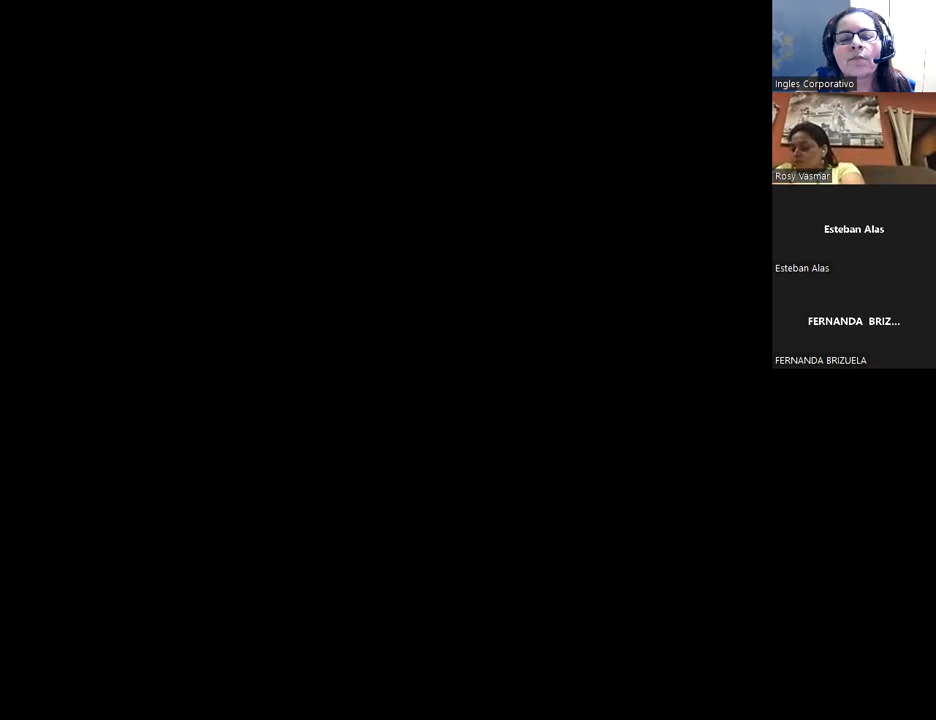 Ingles Corporativo
Rosy Vasmar
Esteban Alas
Esteban Alas
FERNANDA BRIZ...
FERNANDA BRIZUELA